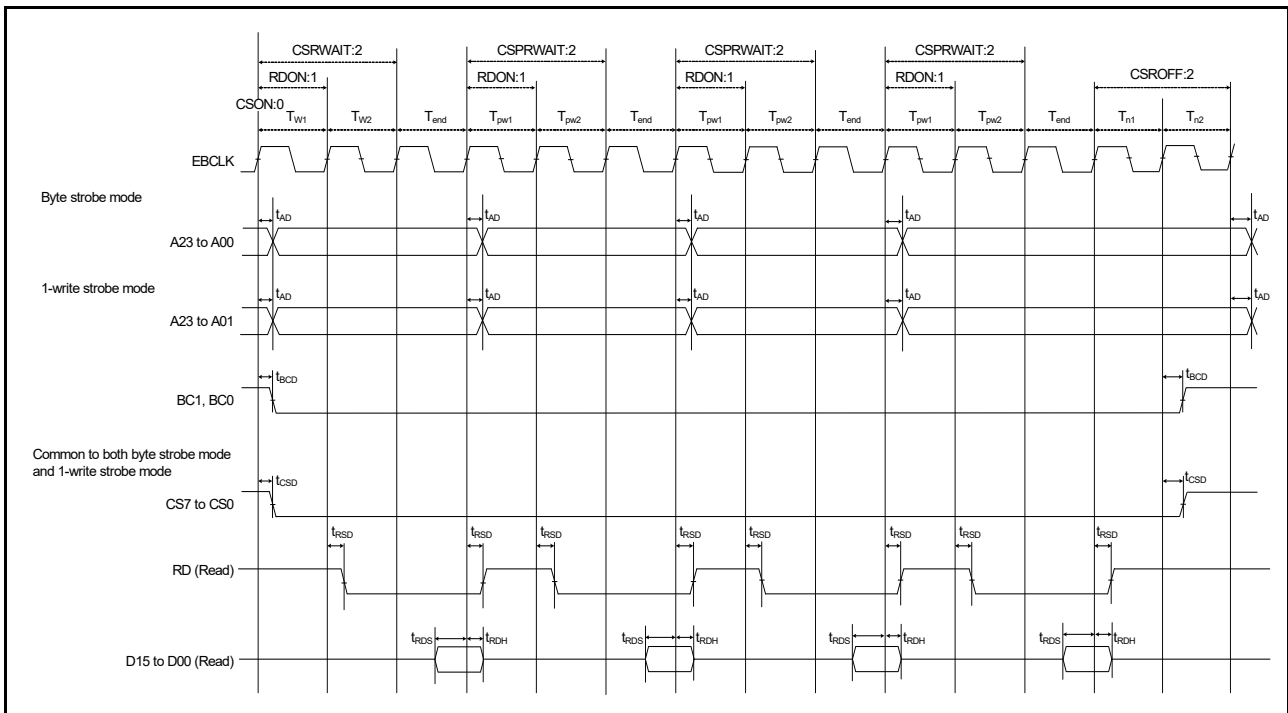 CSRWAIT:2 CSPRWAIT:2 CSPRWAIT:2 CSPRWAIT:2
RDON:1 RDON:1 RDON:1 RDON:1 CSROFF:2
CSON:0
TW1 TW2 Tend Tpw1 Tpw2 Tend Tpw1 Tpw2 Tend Tpw1 Tpw2 Tend Tn1 Tn2
EBCLK
Byte strobe mode
tAD tAD tAD tAD tAD
A23 to A00
1-write strobe mode
tAD tAD tAD tAD tAD
A23 to A01
tBCD tBCD
BC1, BC0
Common to both byte strobe mode
and 1-write strobe mode
tCSD tCSD
CS7 to CS0
tRSD tRSD tRSD tRSD tRSD tRSD tRSD tRSD
RD (Read)
tRDS tRDH tRDS tRDH tRDS tRDH tRDS tRDH
D15 to D00 (Read)